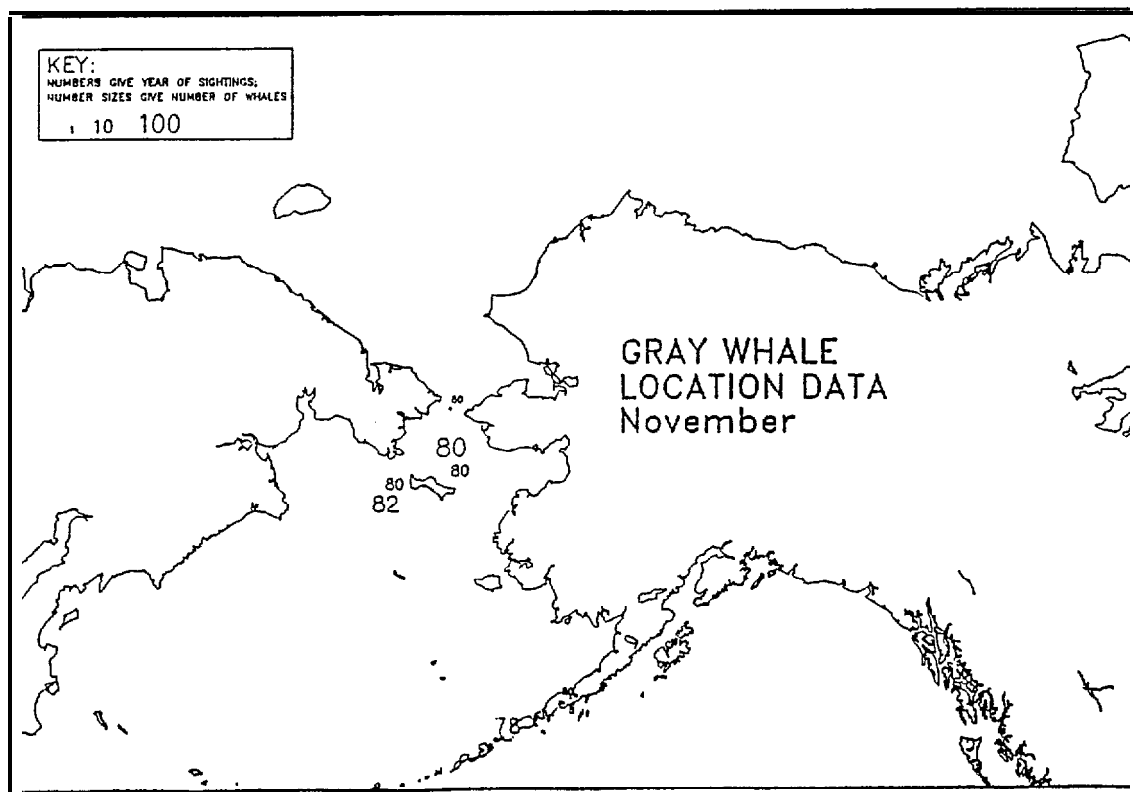 KEY:
NUMBERS GIVE YEAR OF SIGHTINGS;
NUMBER SIZES GIVE NUMBER OF WHALES
1 10 100
GRAY WHALE
LOCATION DATA
November
80
80
80
80
82
78